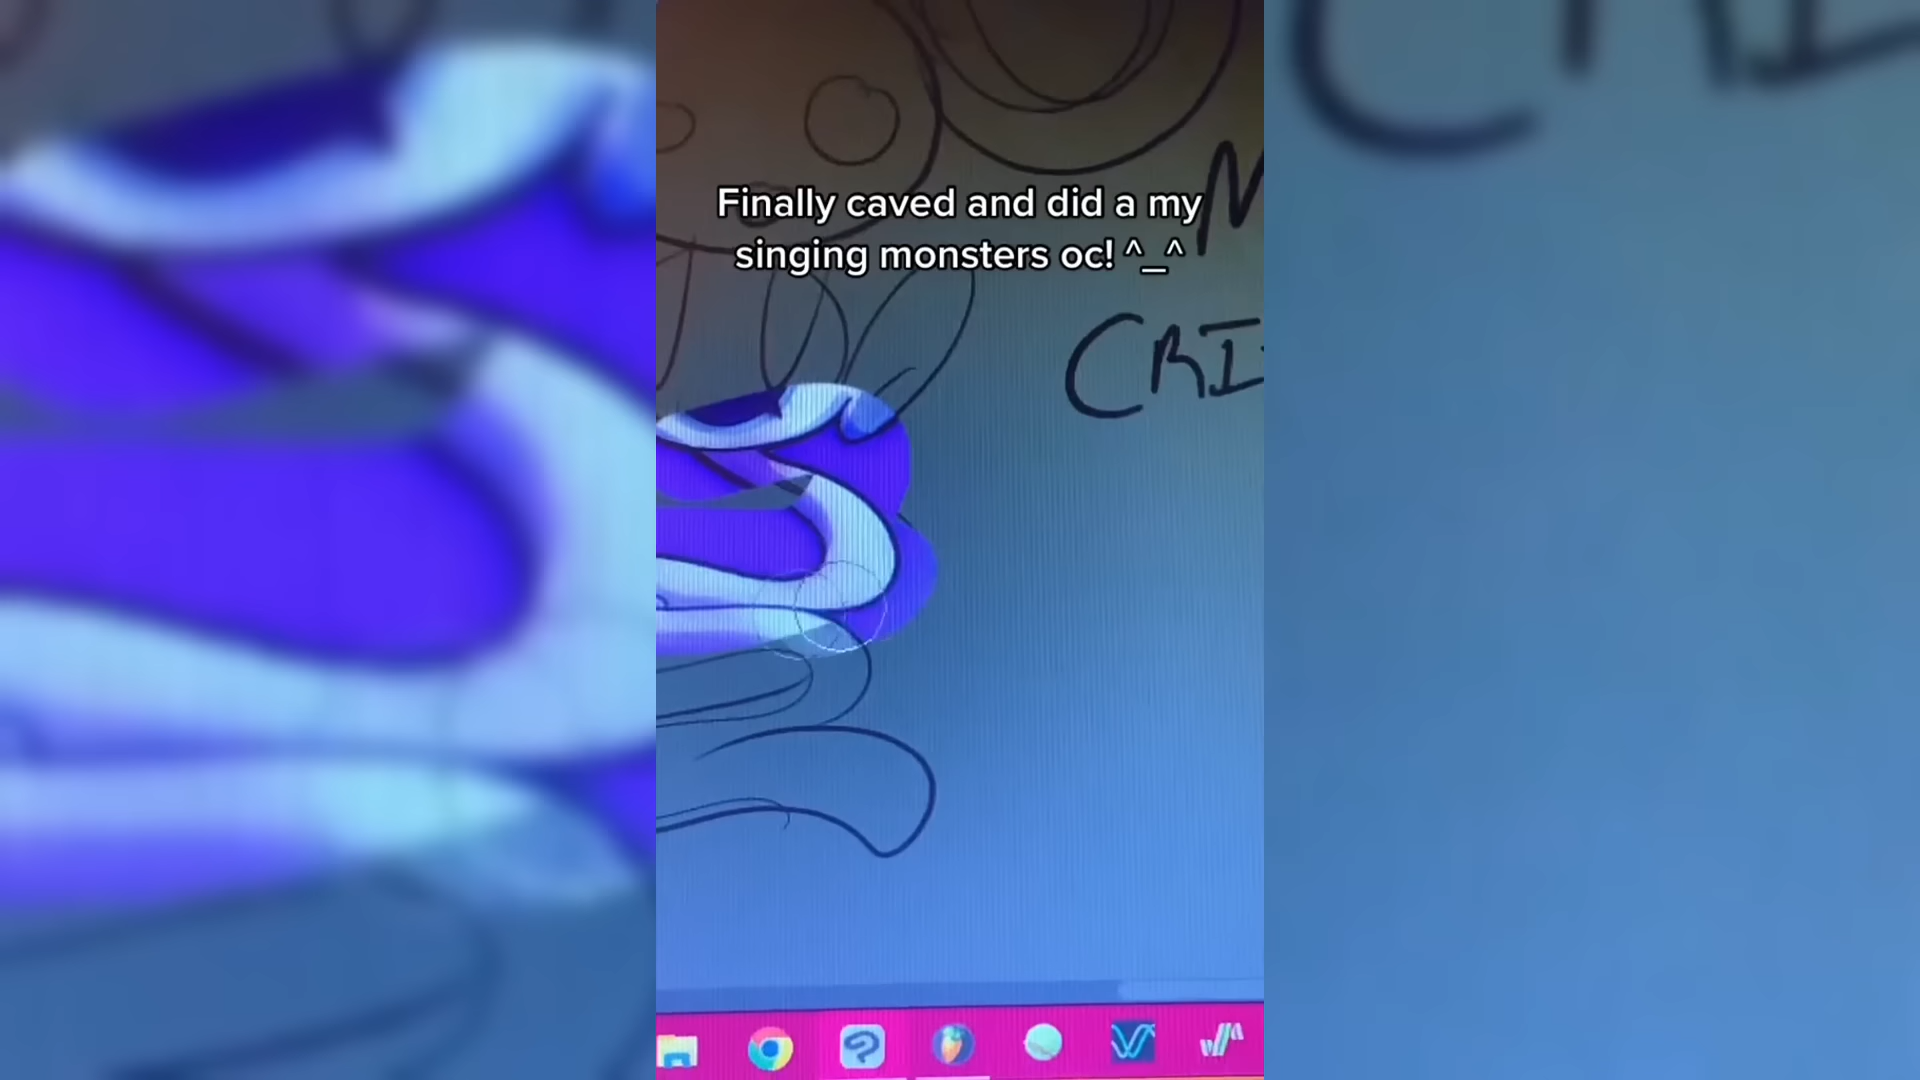 Finally caved and did a my
singing monsters oc! ^_^